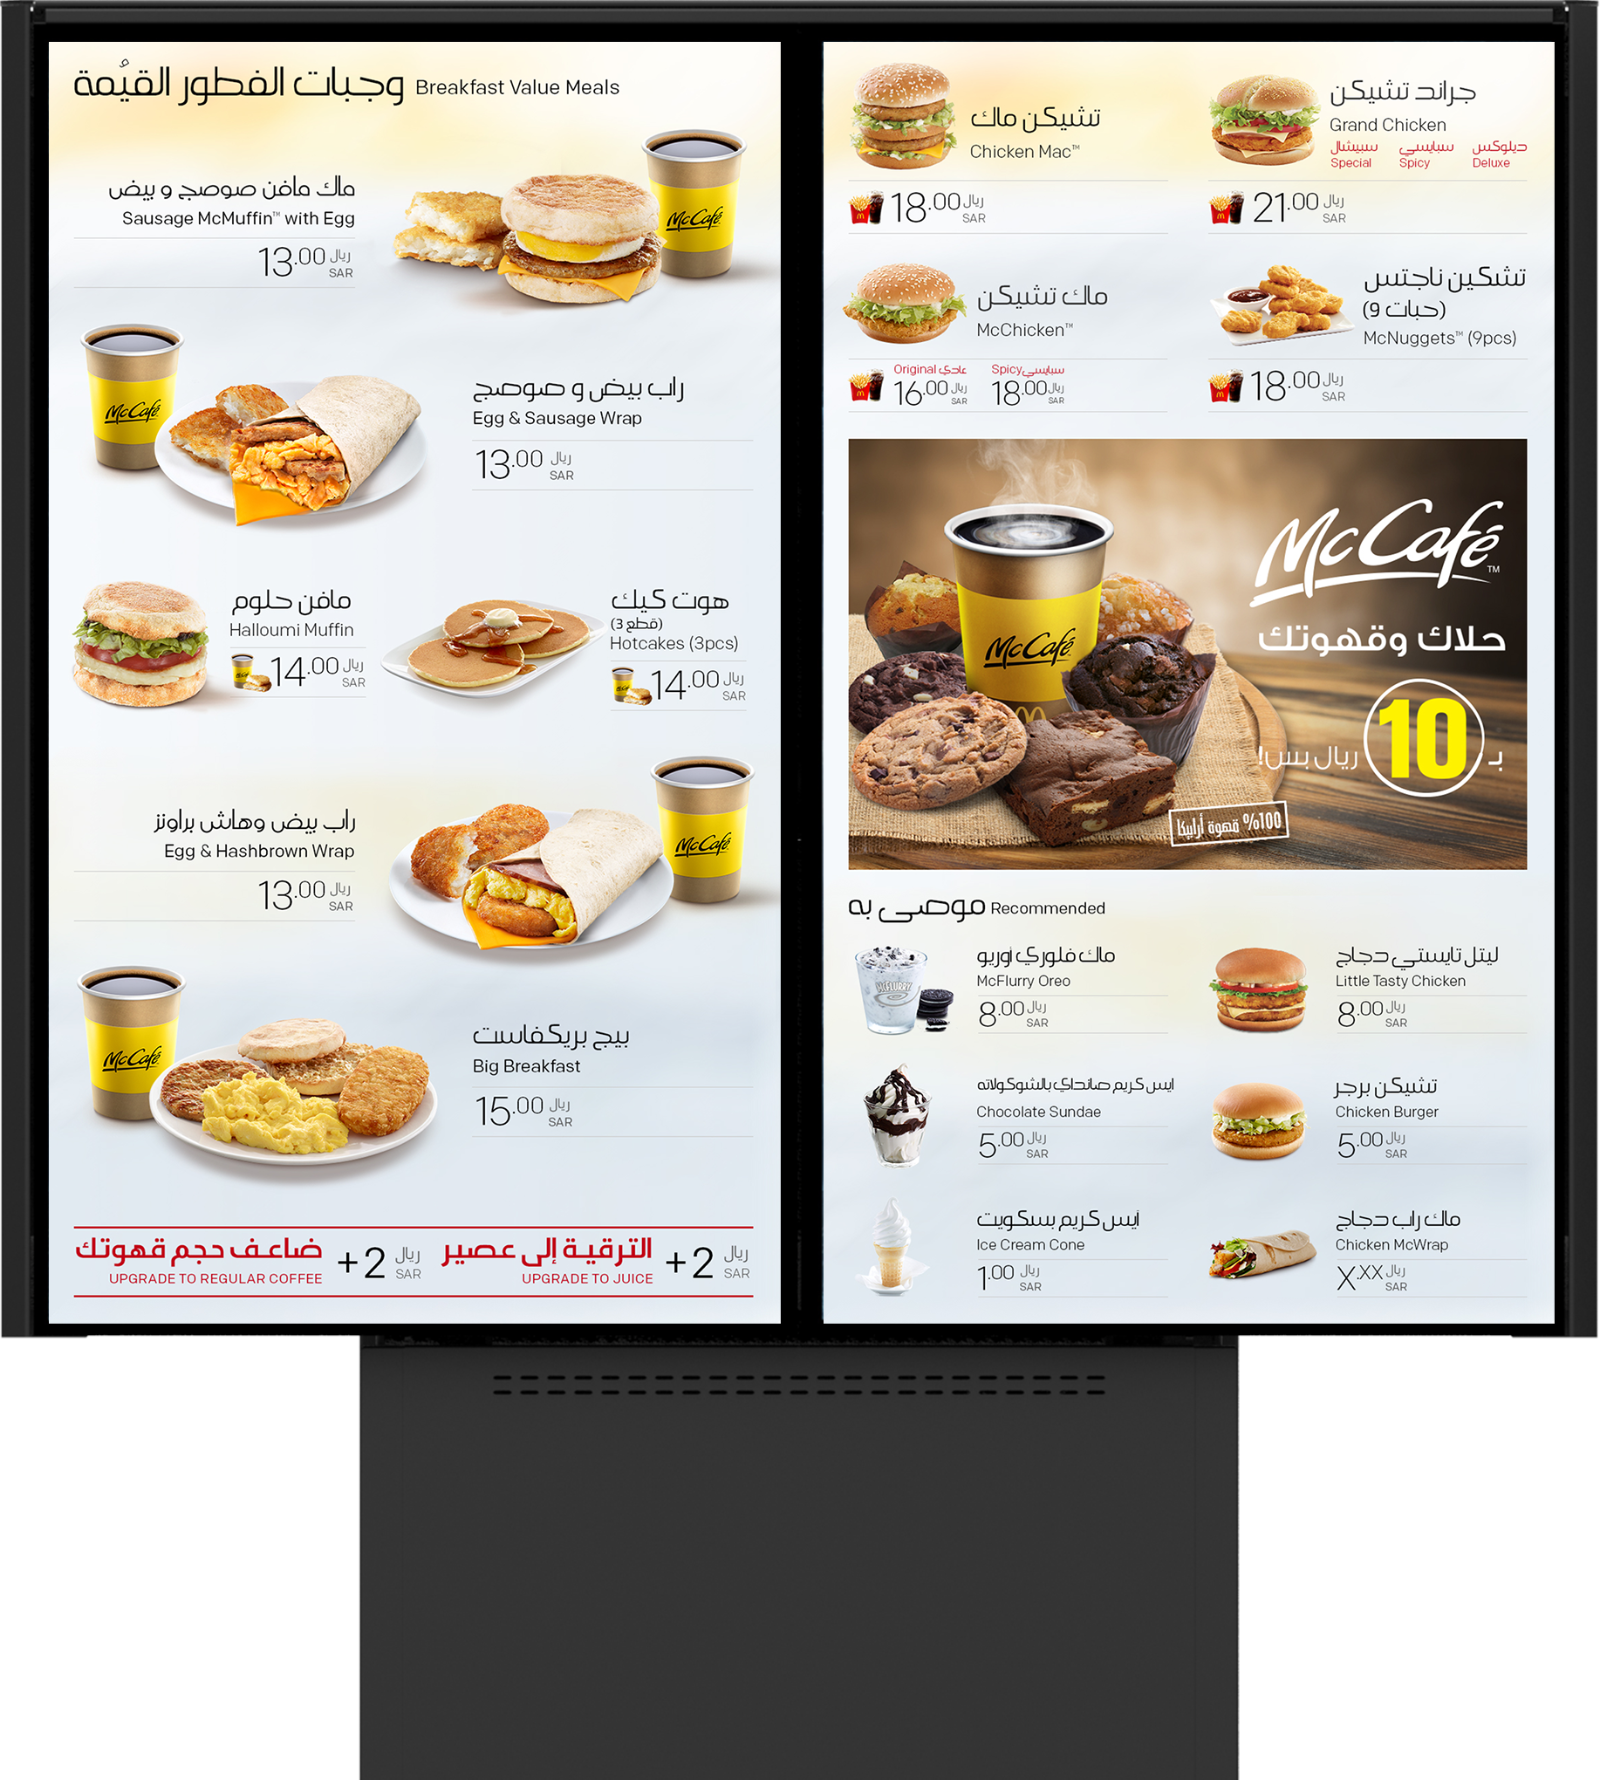 وجبات الفطور القيّمة Breakfast Value Meals
ماك مافن صوصج و بيض
Sausage McMuffin™ with Egg
13.00 ريال
SAR
McCafé
McCafé
راب بيض و صوصج
Egg & Sausage Wrap
13.00 ريال
SAR
مافن حلوم
Halloumi Muffin
14.00 ريال
SAR
هوت كيك
(3 قطع)
Hotcakes (3pcs)
14.00 ريال
SAR
راب بيض وهاش براونز
Egg & Hashbrown Wrap
13.00 ريال
SAR
McCafé
McCafé
بيج بريكفاست
Big Breakfast
15.00 ريال
SAR
ضاعف حجم قهوتك
UPGRADE TO REGULAR COFFEE
+2 ريال
SAR
الترقية إلى عصير
UPGRADE TO JUICE
+2 ريال
SAR
تشيكن ماك
Chicken Mac™
18.00 ريال
SAR
جراند تشيكن
Grand Chicken
سبيشال سبايسي ديلوكس
Special Spicy Deluxe
21.00 ريال
SAR
ماك تشيكن
McChicken™
Original عادي
16.00 ريال
SAR
Spicy سبايسي
18.00 ريال
SAR
تشكين ناجتس
(9 حبات)
McNuggets™ (9pcs)
18.00 ريال
SAR
McCafé
McCafé™
حلاك وقهوتك
بـ 10 ريال بس!
100% قهوة أرابيكا
موصى به Recommended
ماك فلوري أوريو
McFlurry Oreo
8.00 ريال
SAR
McFLURRY
ليتل تايستي دجاج
Little Tasty Chicken
8.00 ريال
SAR
ايس كريم صانداي بالشوكولاته
Chocolate Sundae
5.00 ريال
SAR
تشيكن برجر
Chicken Burger
5.00 ريال
SAR
آيس كريم بسكويت
Ice Cream Cone
1.00 ريال
SAR
ماك راب دجاج
Chicken McWrap
X.XX ريال
SAR